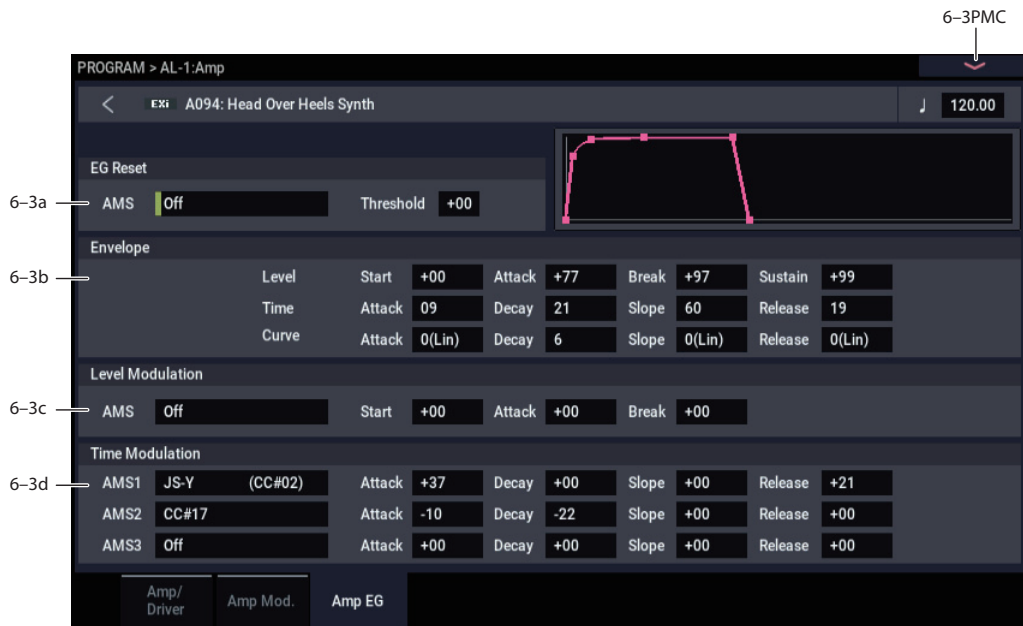 6–3PMC
PROGRAM > AL-1:Amp
EXi A094: Head Over Heels Synth ♩ 120.00
EG Reset
6–3a AMS Off Threshold +00
Envelope
6–3b Level Start +00 Attack +77 Break +97 Sustain +99
Time Attack 09 Decay 21 Slope 60 Release 19
Curve Attack 0(Lin) Decay 6 Slope 0(Lin) Release 0(Lin)
Level Modulation
6–3c AMS Off Start +00 Attack +00 Break +00
Time Modulation
6–3d AMS1 JS-Y (CC#02) Attack +37 Decay +00 Slope +00 Release +21
AMS2 CC#17 Attack -10 Decay -22 Slope +00 Release +00
AMS3 Off Attack +00 Decay +00 Slope +00 Release +00
Amp/
Driver Amp Mod. Amp EG